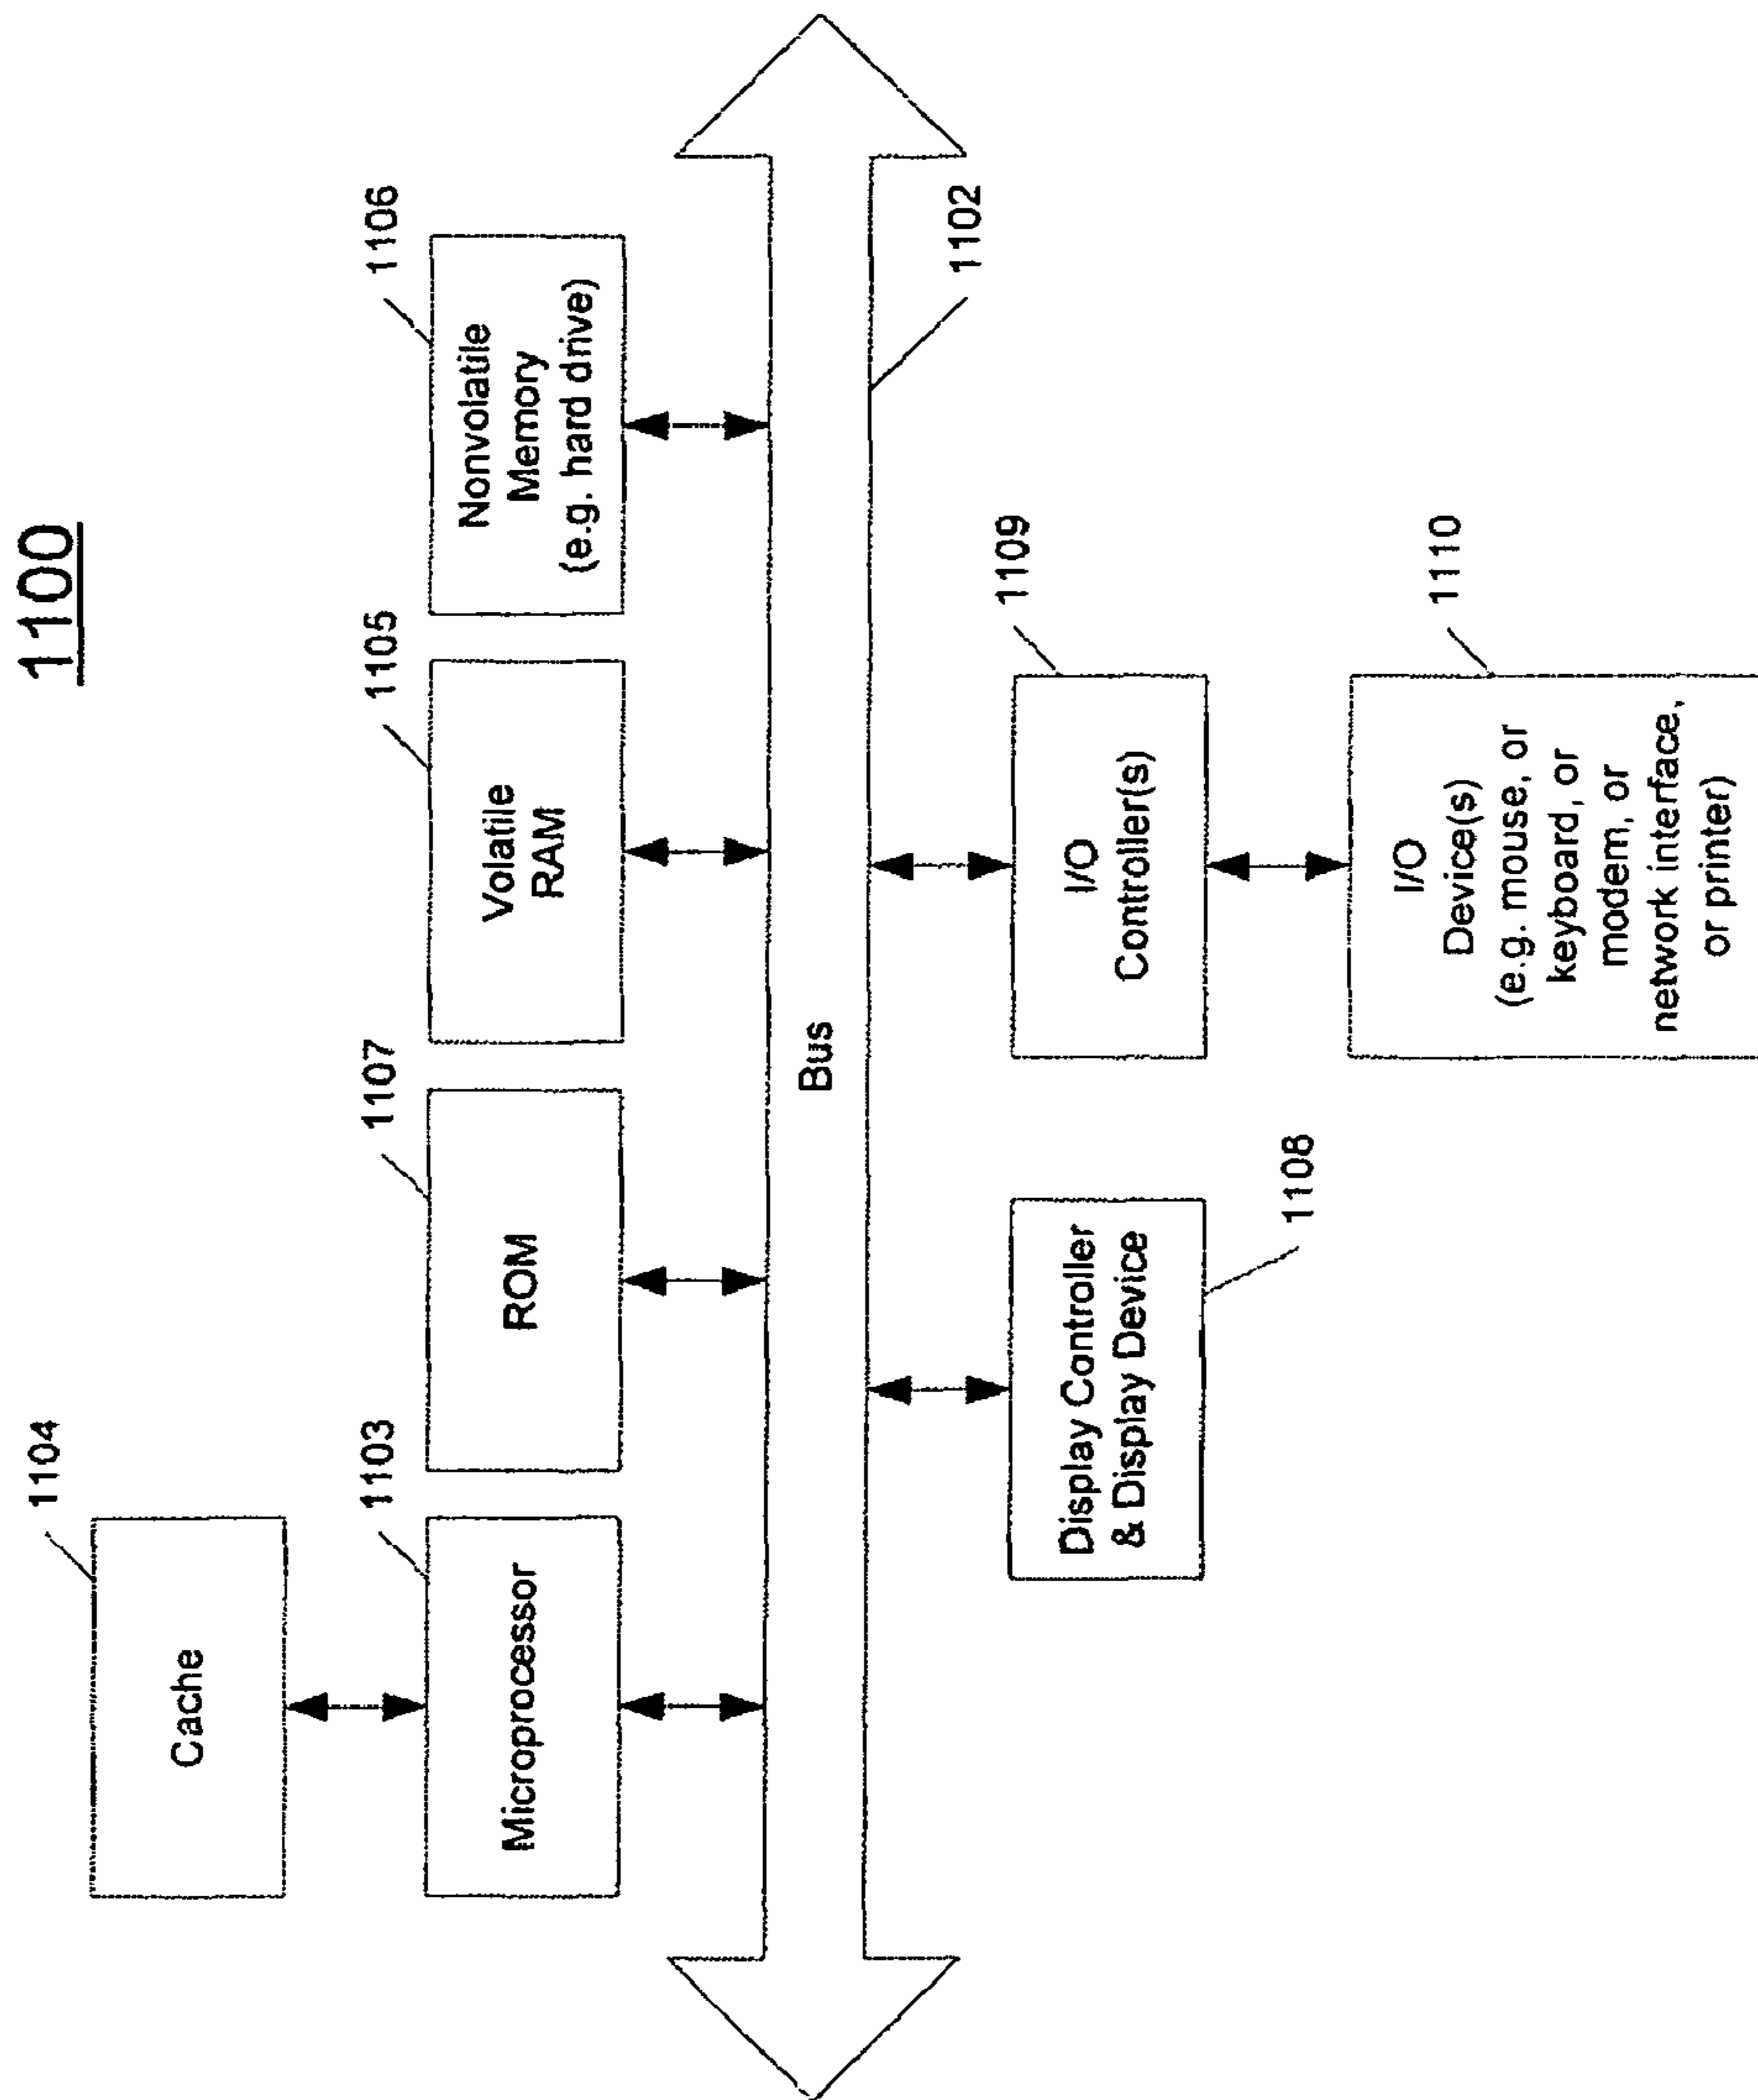 1100
1104
Cache
1103
Microprocessor
1107
ROM
1105
Volatile
RAM
1106
Nonvolatile
Memory
(e.g. hard drive)
Bus
1102
Display Controller
& Display Device
1108
I/O
Controller(s)
1109
I/O
Device(s)
(e.g. mouse, or
keyboard, or
modem, or
network interface,
or printer)
1110